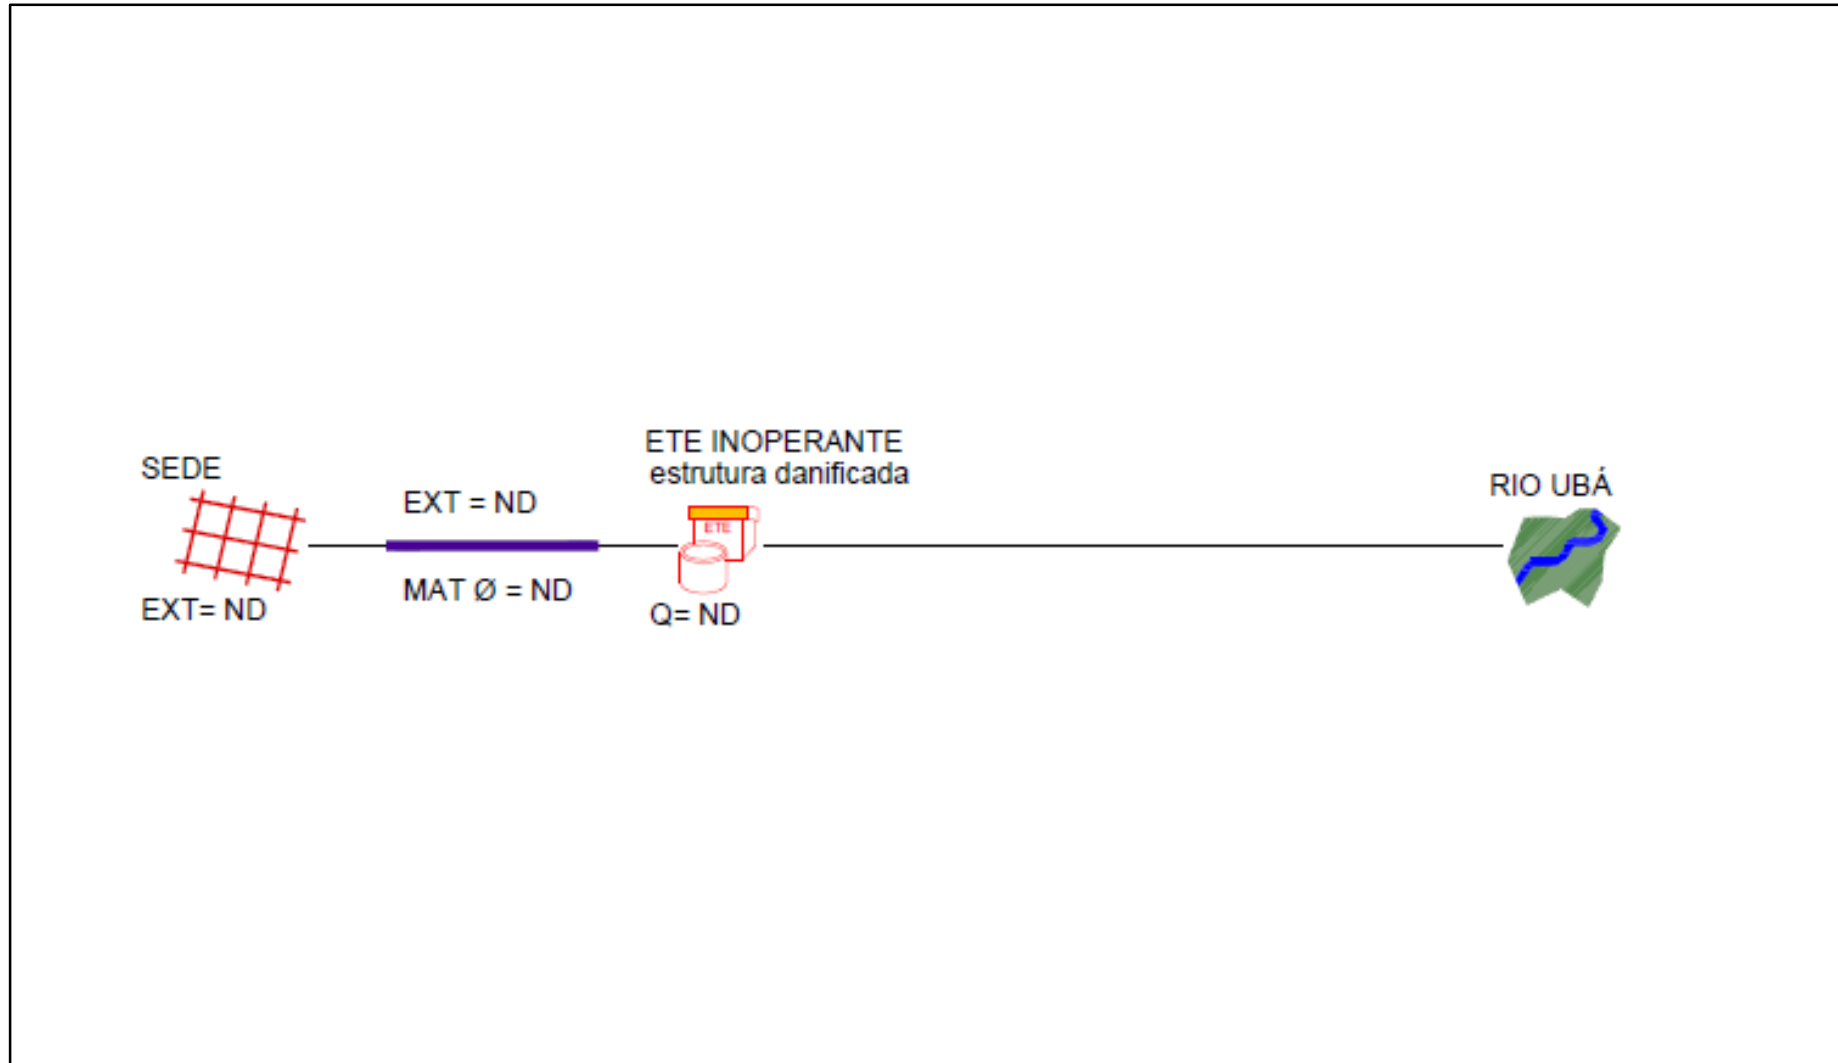 SEDE
EXT= ND
EXT = ND
MAT Ø = ND
ETE INOPERANTE
estrutura danificada
ETE
Q= ND
RIO UBÁ